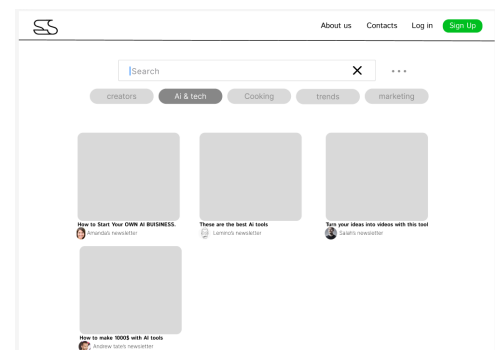 SS
About us Contacts Log in Sign Up
Search
creators Ai & tech Cooking trends marketing
How to Start Your OWN AI BUISINESS. These are the best Ai tools Turn your ideas into videos with this tool
Amanda's newsletter Lemino's newsletter Salah's newsletter
How to make 1000$ with AI tools
Andrew tate's newsletter